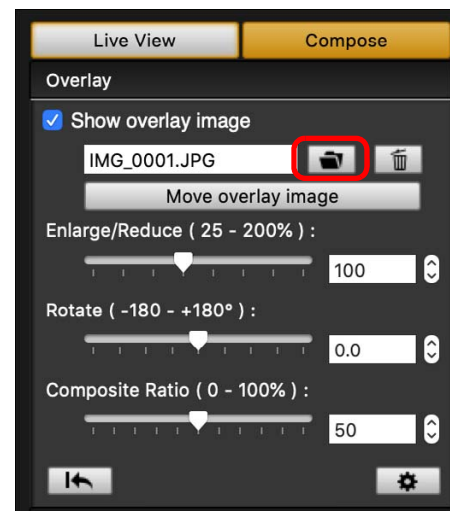 Live View Compose
Overlay
Show overlay image
IMG_0001.JPG
Move overlay image
Enlarge/Reduce ( 25 - 200% ) :
100
Rotate ( -180 - +180° ) :
0.0
Composite Ratio ( 0 - 100% ) :
50